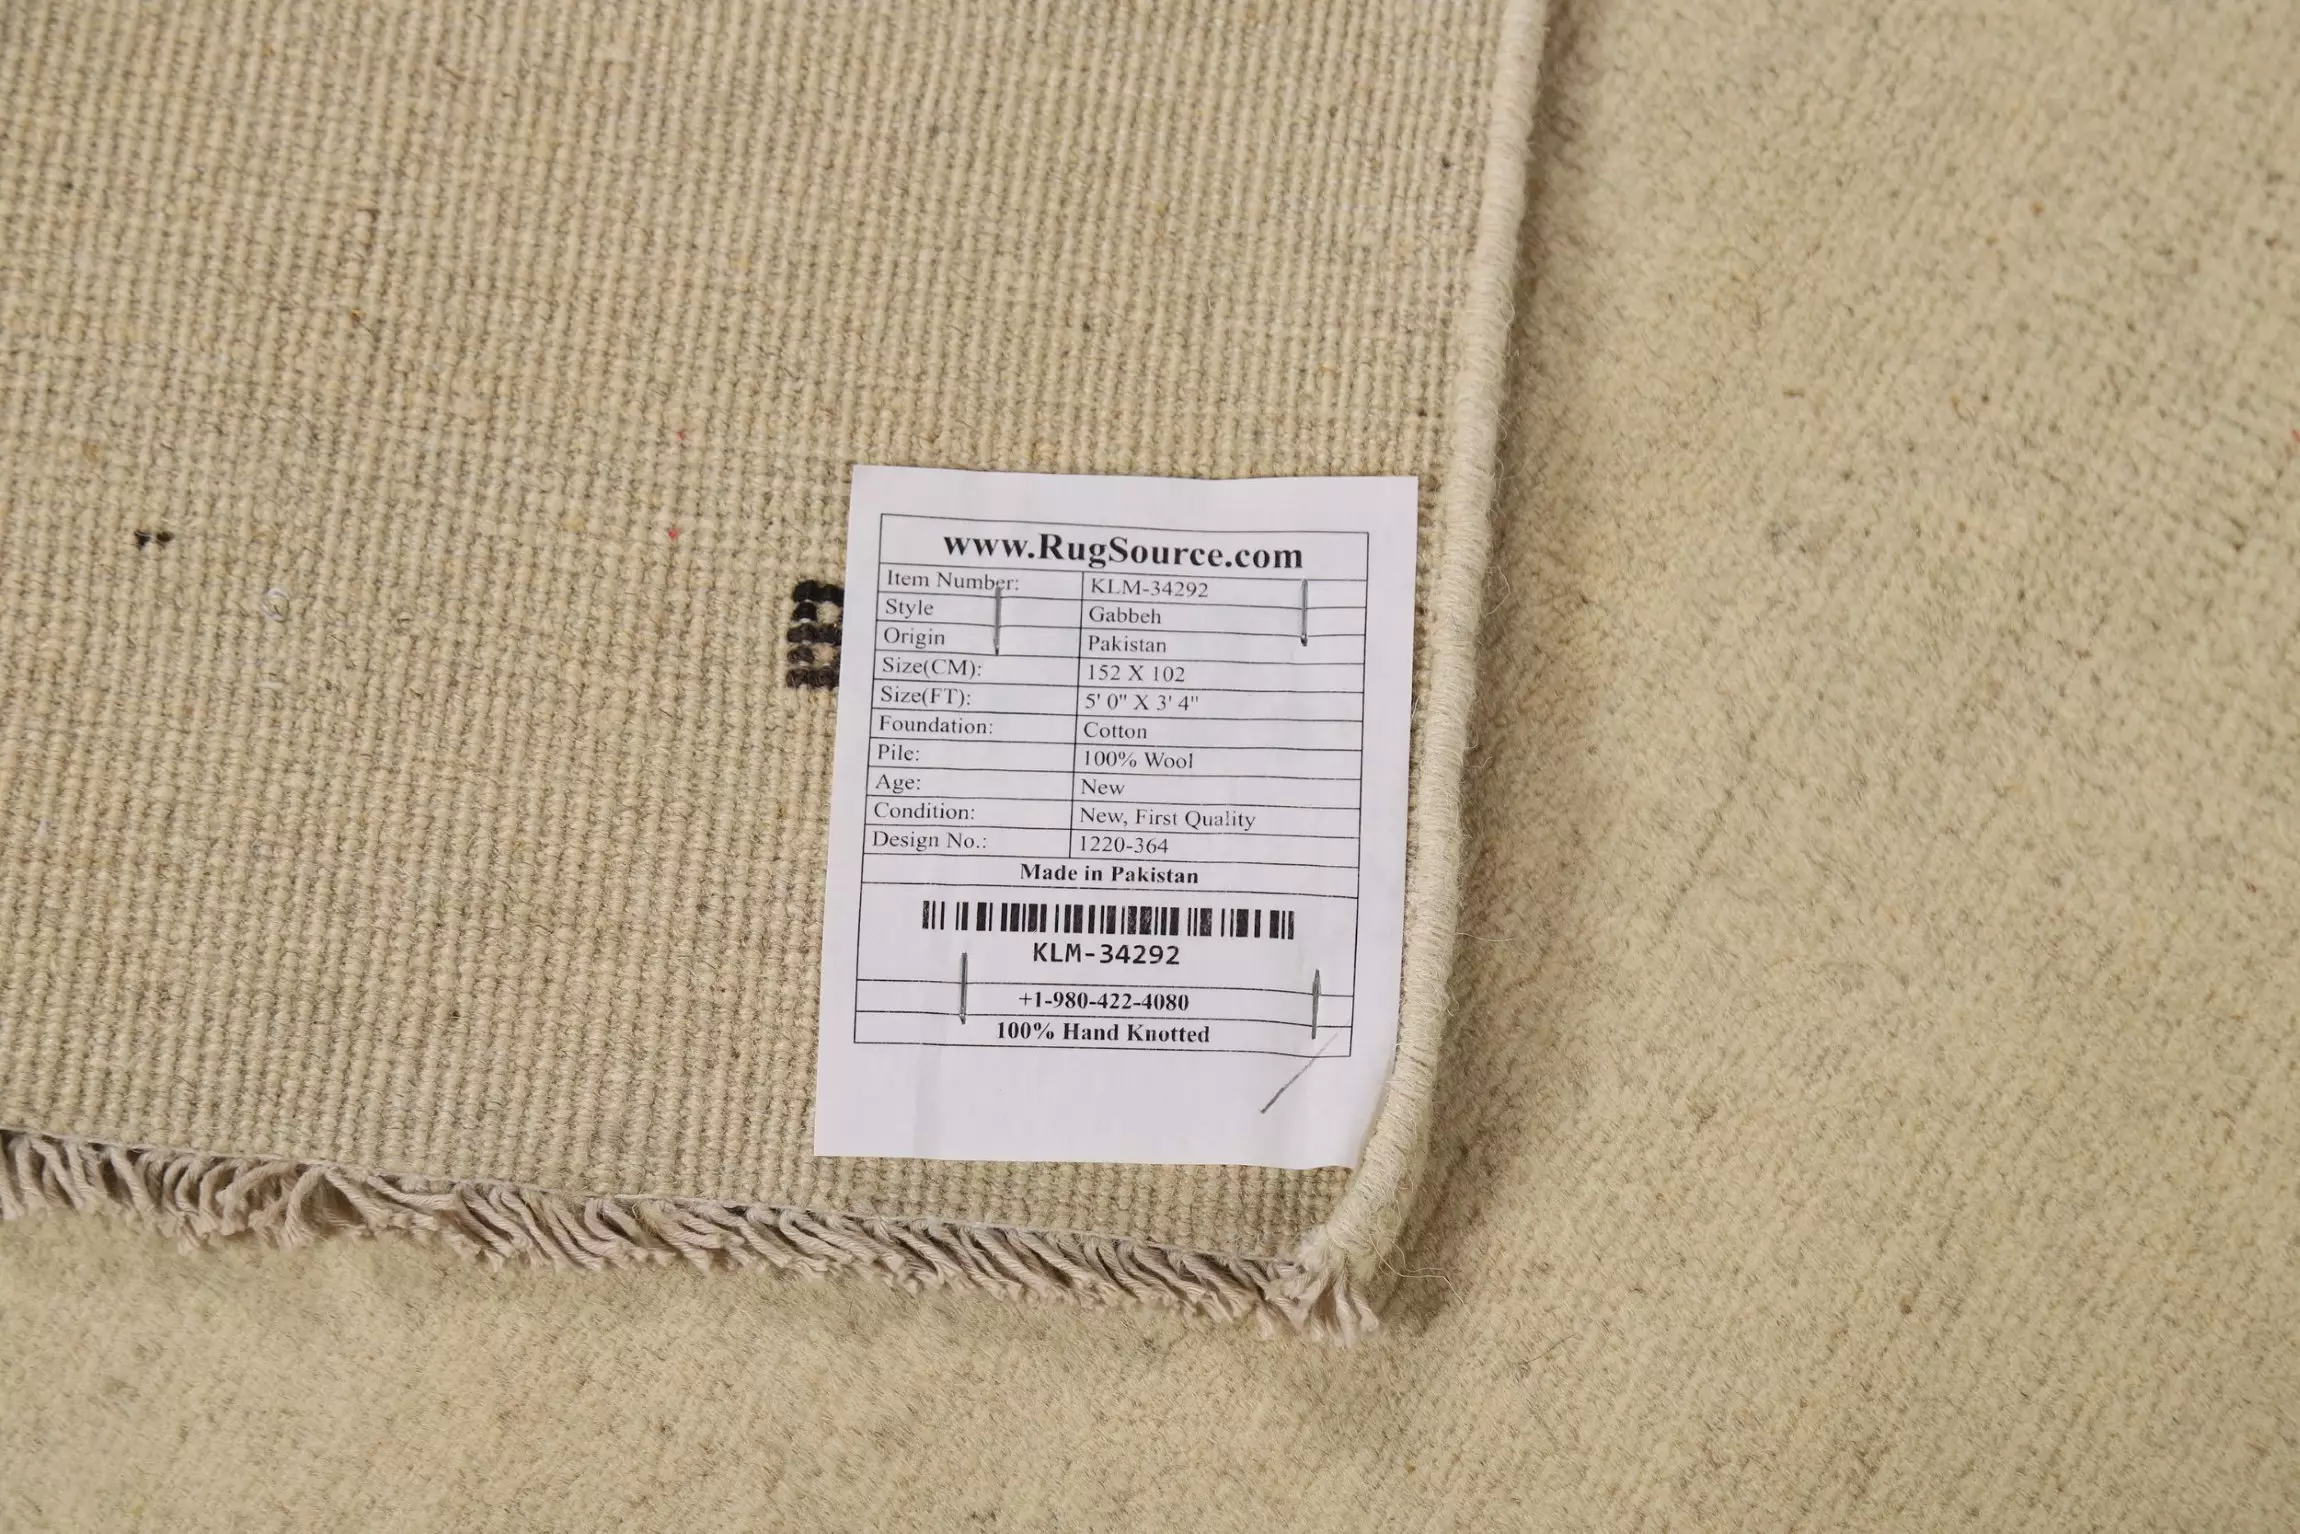 www.RugSource.com
Item Number: KLM-34292
Style Gabbeh
Origin Pakistan
Size(CM): 152 X 102
Size(FT): 5' 0" X 3' 4"
Foundation: Cotton
Pile: 100% Wool
Age: New
Condition: New, First Quality
Design No.: 1220-364
Made in Pakistan
KLM-34292
+1-980-422-4080
100% Hand Knotted